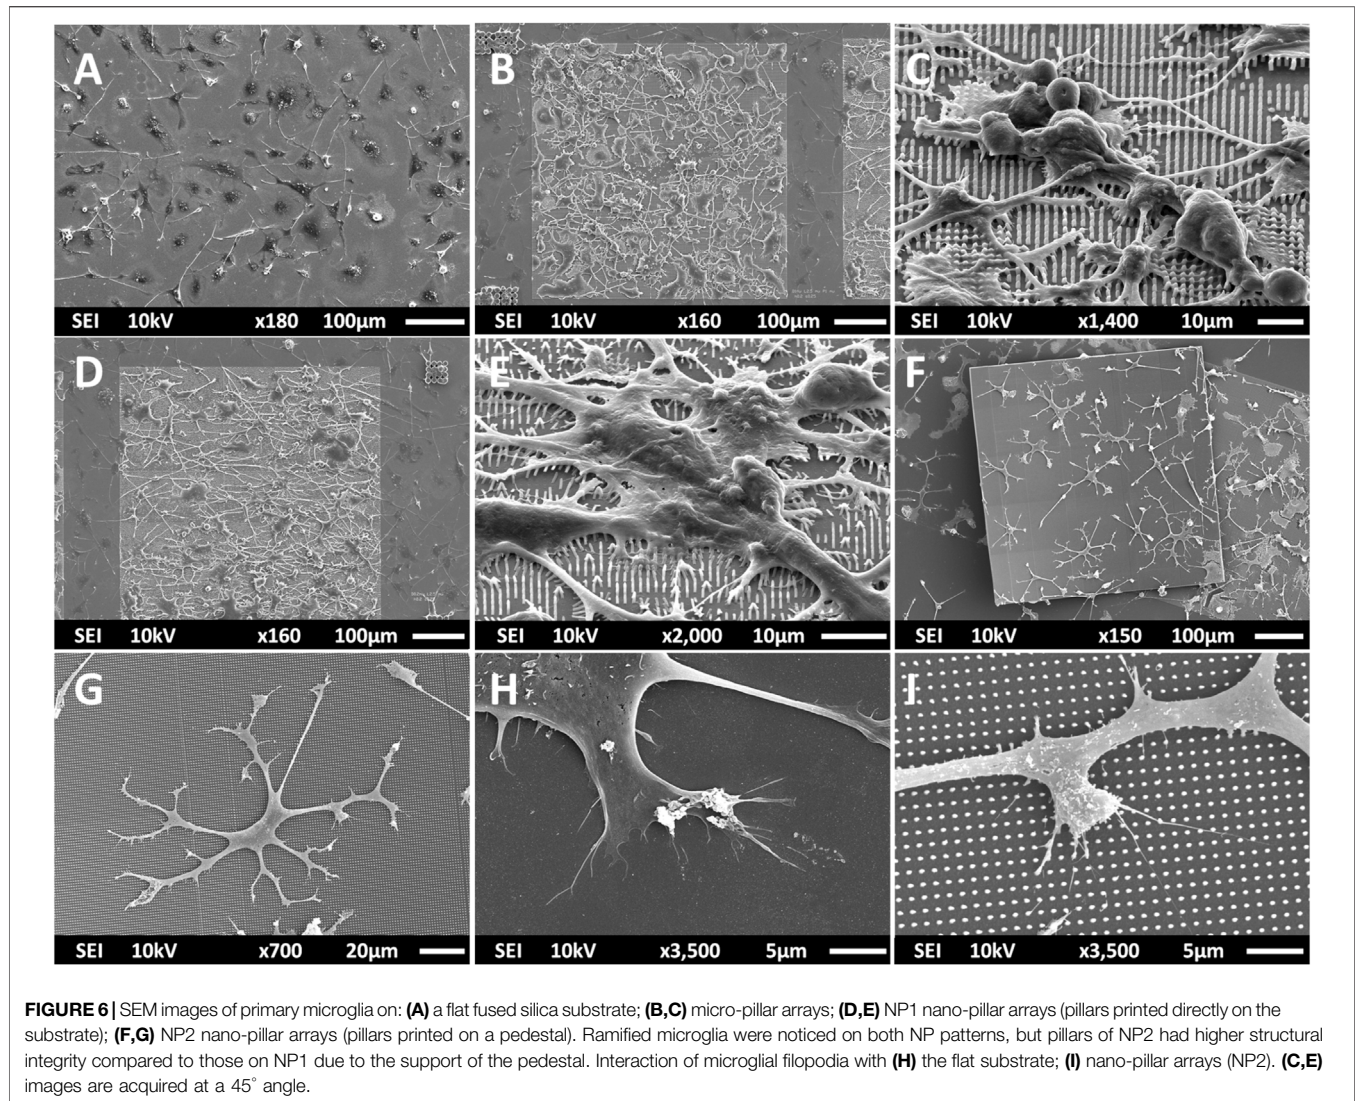 A
B
C
SEI 10kV x180 100µm
SEI 10kV x160 100µm
SEI 10kV x1,400 10µm
D
E
F
SEI 10kV x160 100µm
SEI 10kV x2,000 10µm
SEI 10kV x150 100µm
G
H
I
SEI 10kV x700 20µm
SEI 10kV x3,500 5µm
SEI 10kV x3,500 5µm
FIGURE 6 | SEM images of primary microglia on: (A) a flat fused silica substrate; (B,C) micro-pillar arrays; (D,E) NP1 nano-pillar arrays (pillars printed directly on the
substrate); (F,G) NP2 nano-pillar arrays (pillars printed on a pedestal). Ramified microglia were noticed on both NP patterns, but pillars of NP2 had higher structural
integrity compared to those on NP1 due to the support of the pedestal. Interaction of microglial filopodia with (H) the flat substrate; (I) nano-pillar arrays (NP2). (C,E)
images are acquired at a 45° angle.